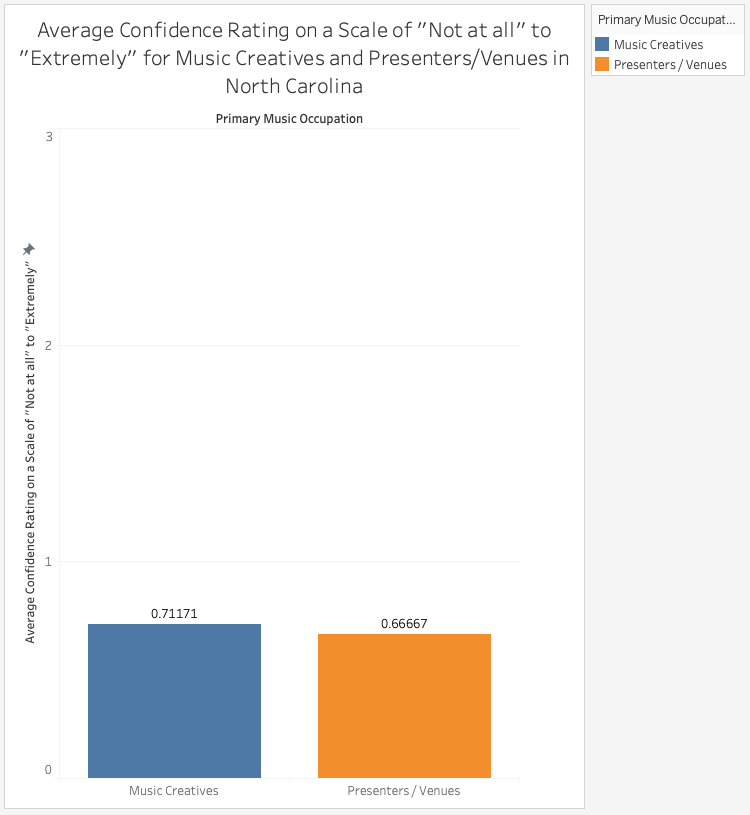 Average Confidence Rating on a Scale of "Not at all" to
"Extremely" for Music Creatives and Presenters/Venues in
North Carolina
Primary Music Occupat...
Music Creatives
Presenters / Venues
Primary Music Occupation
Average Confidence Rating on a Scale of "Not at all" to "Extremely"
3
2
1
0
0.71171
0.66667
Music Creatives
Presenters / Venues